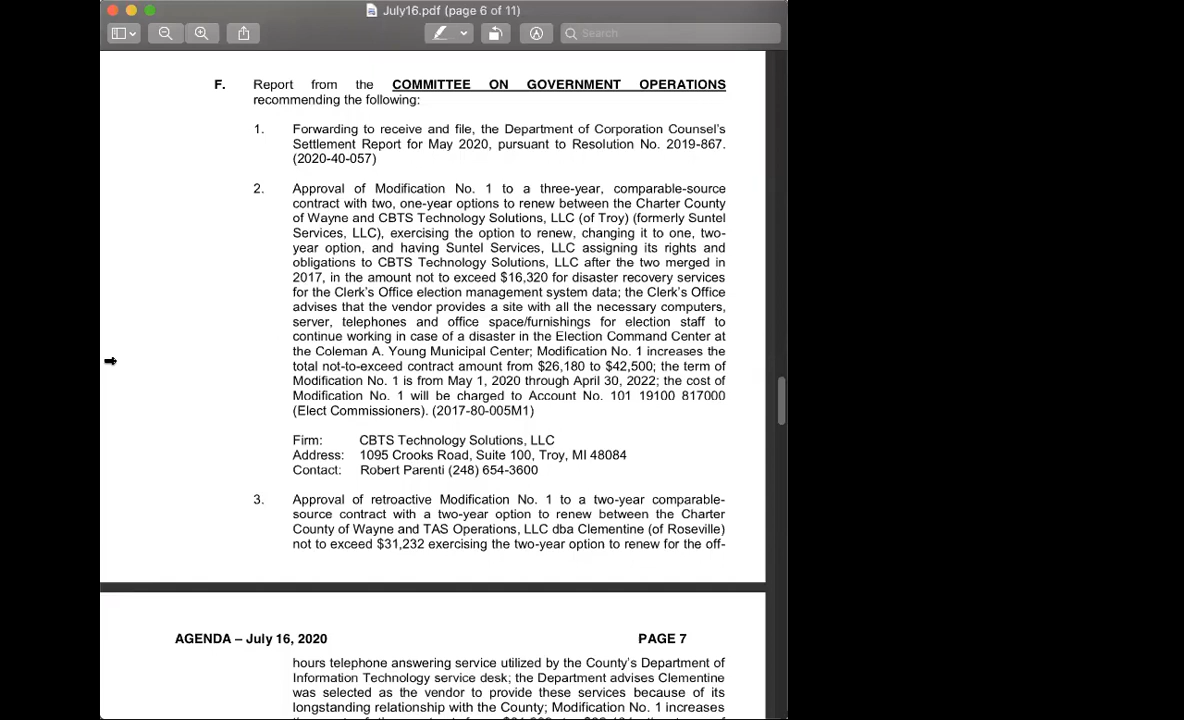 July16.pdf (page 6 of 11)
Search
F. Report from the COMMITTEE ON GOVERNMENT OPERATIONS
recommending the following:
1. Forwarding to receive and file, the Department of Corporation Counsel's
Settlement Report for May 2020, pursuant to Resolution No. 2019-867.
(2020-40-057)
2. Approval of Modification No. 1 to a three-year, comparable-source
contract with two, one-year options to renew between the Charter County
of Wayne and CBTS Technology Solutions, LLC (of Troy) (formerly Suntel
Services, LLC), exercising the option to renew, changing it to one, two-
year option, and having Suntel Services, LLC assigning its rights and
obligations to CBTS Technology Solutions, LLC after the two merged in
2017, in the amount not to exceed $16,320 for disaster recovery services
for the Clerk's Office election management system data; the Clerk's Office
advises that the vendor provides a site with all the necessary computers,
server, telephones and office space/furnishings for election staff to
continue working in case of a disaster in the Election Command Center at
the Coleman A. Young Municipal Center; Modification No. 1 increases the
total not-to-exceed contract amount from $26,180 to $42,500; the term of
Modification No. 1 is from May 1, 2020 through April 30, 2022; the cost of
Modification No. 1 will be charged to Account No. 101 19100 817000
(Elect Commissioners). (2017-80-005M1)
Firm: CBTS Technology Solutions, LLC
Address: 1095 Crooks Road, Suite 100, Troy, MI 48084
Contact: Robert Parenti (248) 654-3600
3. Approval of retroactive Modification No. 1 to a two-year comparable-
source contract with a two-year option to renew between the Charter
County of Wayne and TAS Operations, LLC dba Clementine (of Roseville)
not to exceed $31,232 exercising the two-year option to renew for the off-
AGENDA – July 16, 2020 PAGE 7
hours telephone answering service utilized by the County's Department of
Information Technology service desk; the Department advises Clementine
was selected as the vendor to provide these services because of its
longstanding relationship with the County; Modification No. 1 increases